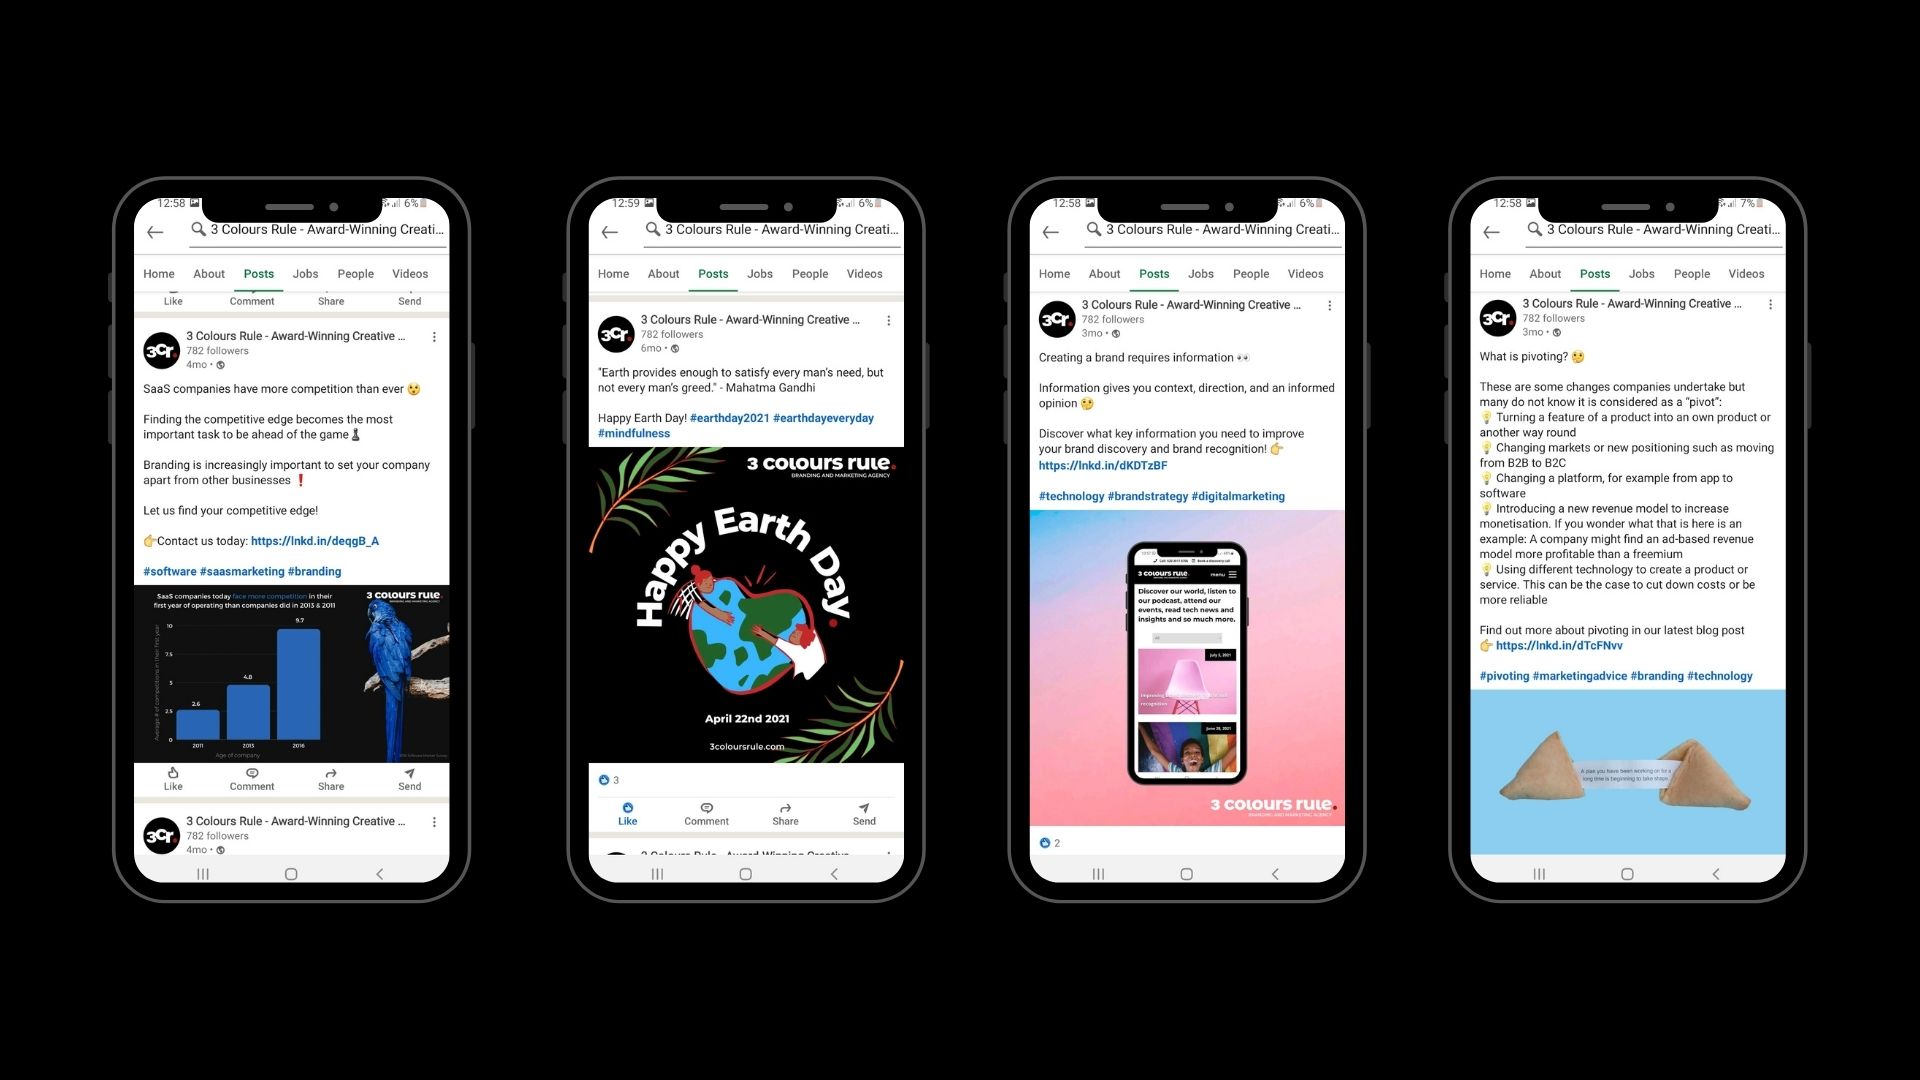 12:58
6%
3 Colours Rule - Award-Winning Creati...
Home About Posts Jobs People Videos
Like Comment Share Send
3Cr.
3 Colours Rule - Award-Winning Creative ...
782 followers
4mo •
SaaS companies have more competition than ever 😲
Finding the competitive edge becomes the most
important task to be ahead of the game♟️
Branding is increasingly important to set your company
apart from other businesses ❗
Let us find your competitive edge!
👉Contact us today: https://lnkd.in/deqgB_A
#software #saasmarketing #branding
SaaS companies today face more competition in their
first year of operating than companies did in 2013 & 2011
3 colours rule.
BRANDING AND MARKETING AGENCY
Average # of competitors in their first year
10
7.5
5
2.5
0
2.6
4.8
9.7
2011 2013 2016
Age of company
Like Comment Share Send
3Cr.
3 Colours Rule - Award-Winning Creative ...
782 followers
4mo •
12:59
6%
3 Colours Rule - Award-Winning Creati...
Home About Posts Jobs People Videos
3Cr.
3 Colours Rule - Award-Winning Creative ...
782 followers
6mo •
"Earth provides enough to satisfy every man's need, but
not every man's greed." - Mahatma Gandhi
Happy Earth Day! #earthday2021 #earthdayeveryday
#mindfulness
3 colours rule.
BRANDING AND MARKETING AGENCY
Happy Earth Day.
April 22nd 2021
3coloursrule.com
3
Like Comment Share Send
3 Colours Rule - Award-Winning Creative ...
12:58
6%
3 Colours Rule - Award-Winning Creati...
Home About Posts Jobs People Videos
3Cr.
3 Colours Rule - Award-Winning Creative ...
782 followers
3mo •
Creating a brand requires information 👀
Information gives you context, direction, and an informed
opinion 🤔
Discover what key information you need to improve
your brand discovery and brand recognition! 👉
https://lnkd.in/dKDTzBF
#technology #brandstrategy #digitalmarketing
Book a discovery call
3 colours rule.
menu
Discover our world, listen to
our podcast, attend our
events, read tech news and
insights and so much more.
All
July 5, 2021
recognition
June 28, 2021
3 colours rule.
BRANDING AND MARKETING AGENCY
2
12:58
7%
3 Colours Rule - Award-Winning Creati...
Home About Posts Jobs People Videos
3Cr.
3 Colours Rule - Award-Winning Creative ...
782 followers
3mo •
What is pivoting? 🤔
These are some changes companies undertake but
many do not know it is considered as a “pivot”:
💡 Turning a feature of a product into an own product or
another way round
💡 Changing markets or new positioning such as moving
from B2B to B2C
💡 Changing a platform, for example from app to
software
💡 Introducing a new revenue model to increase
monetisation. If you wonder what that is here is an
example: A company might find an ad-based revenue
model more profitable than a freemium
💡 Using different technology to create a product or
service. This can be the case to cut down costs or be
more reliable
Find out more about pivoting in our latest blog post
👉 https://lnkd.in/dTcFNvv
#pivoting #marketingadvice #branding #technology
A plan you have been working on for a
long time is beginning to take shape.